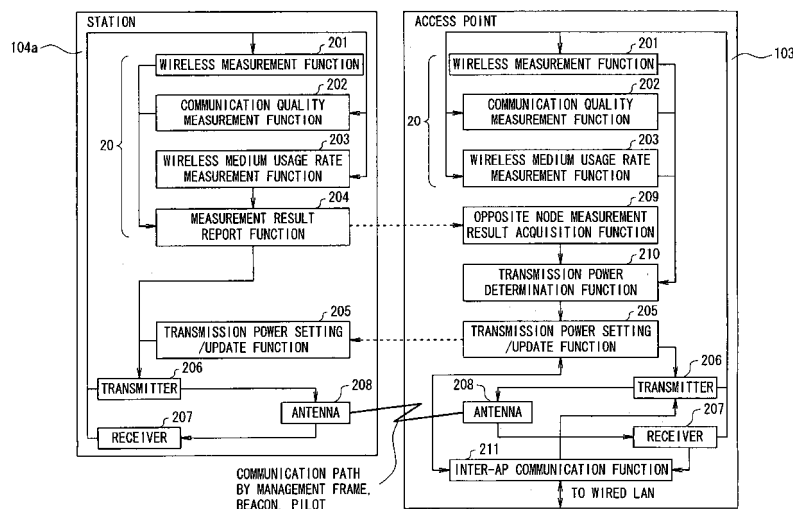 STATION
104a
201
WIRELESS MEASUREMENT FUNCTION
202
COMMUNICATION QUALITY
MEASUREMENT FUNCTION
20
203
WIRELESS MEDIUM USAGE RATE
MEASUREMENT FUNCTION
204
MEASUREMENT RESULT
REPORT FUNCTION
205
TRANSMISSION POWER SETTING
/UPDATE FUNCTION
206
TRANSMITTER
208
ANTENNA
207
RECEIVER
COMMUNICATION PATH
BY MANAGEMENT FRAME,
BEACON, PILOT
ACCESS POINT
103
201
WIRELESS MEASUREMENT FUNCTION
202
COMMUNICATION QUALITY
MEASUREMENT FUNCTION
20
203
WIRELESS MEDIUM USAGE RATE
MEASUREMENT FUNCTION
209
OPPOSITE NODE MEASUREMENT
RESULT ACQUISITION FUNCTION
210
TRANSMISSION POWER
DETERMINATION FUNCTION
205
TRANSMISSION POWER SETTING
/UPDATE FUNCTION
206
TRANSMITTER
208
ANTENNA
207
RECEIVER
211
INTER-AP COMMUNICATION FUNCTION
TO WIRED LAN